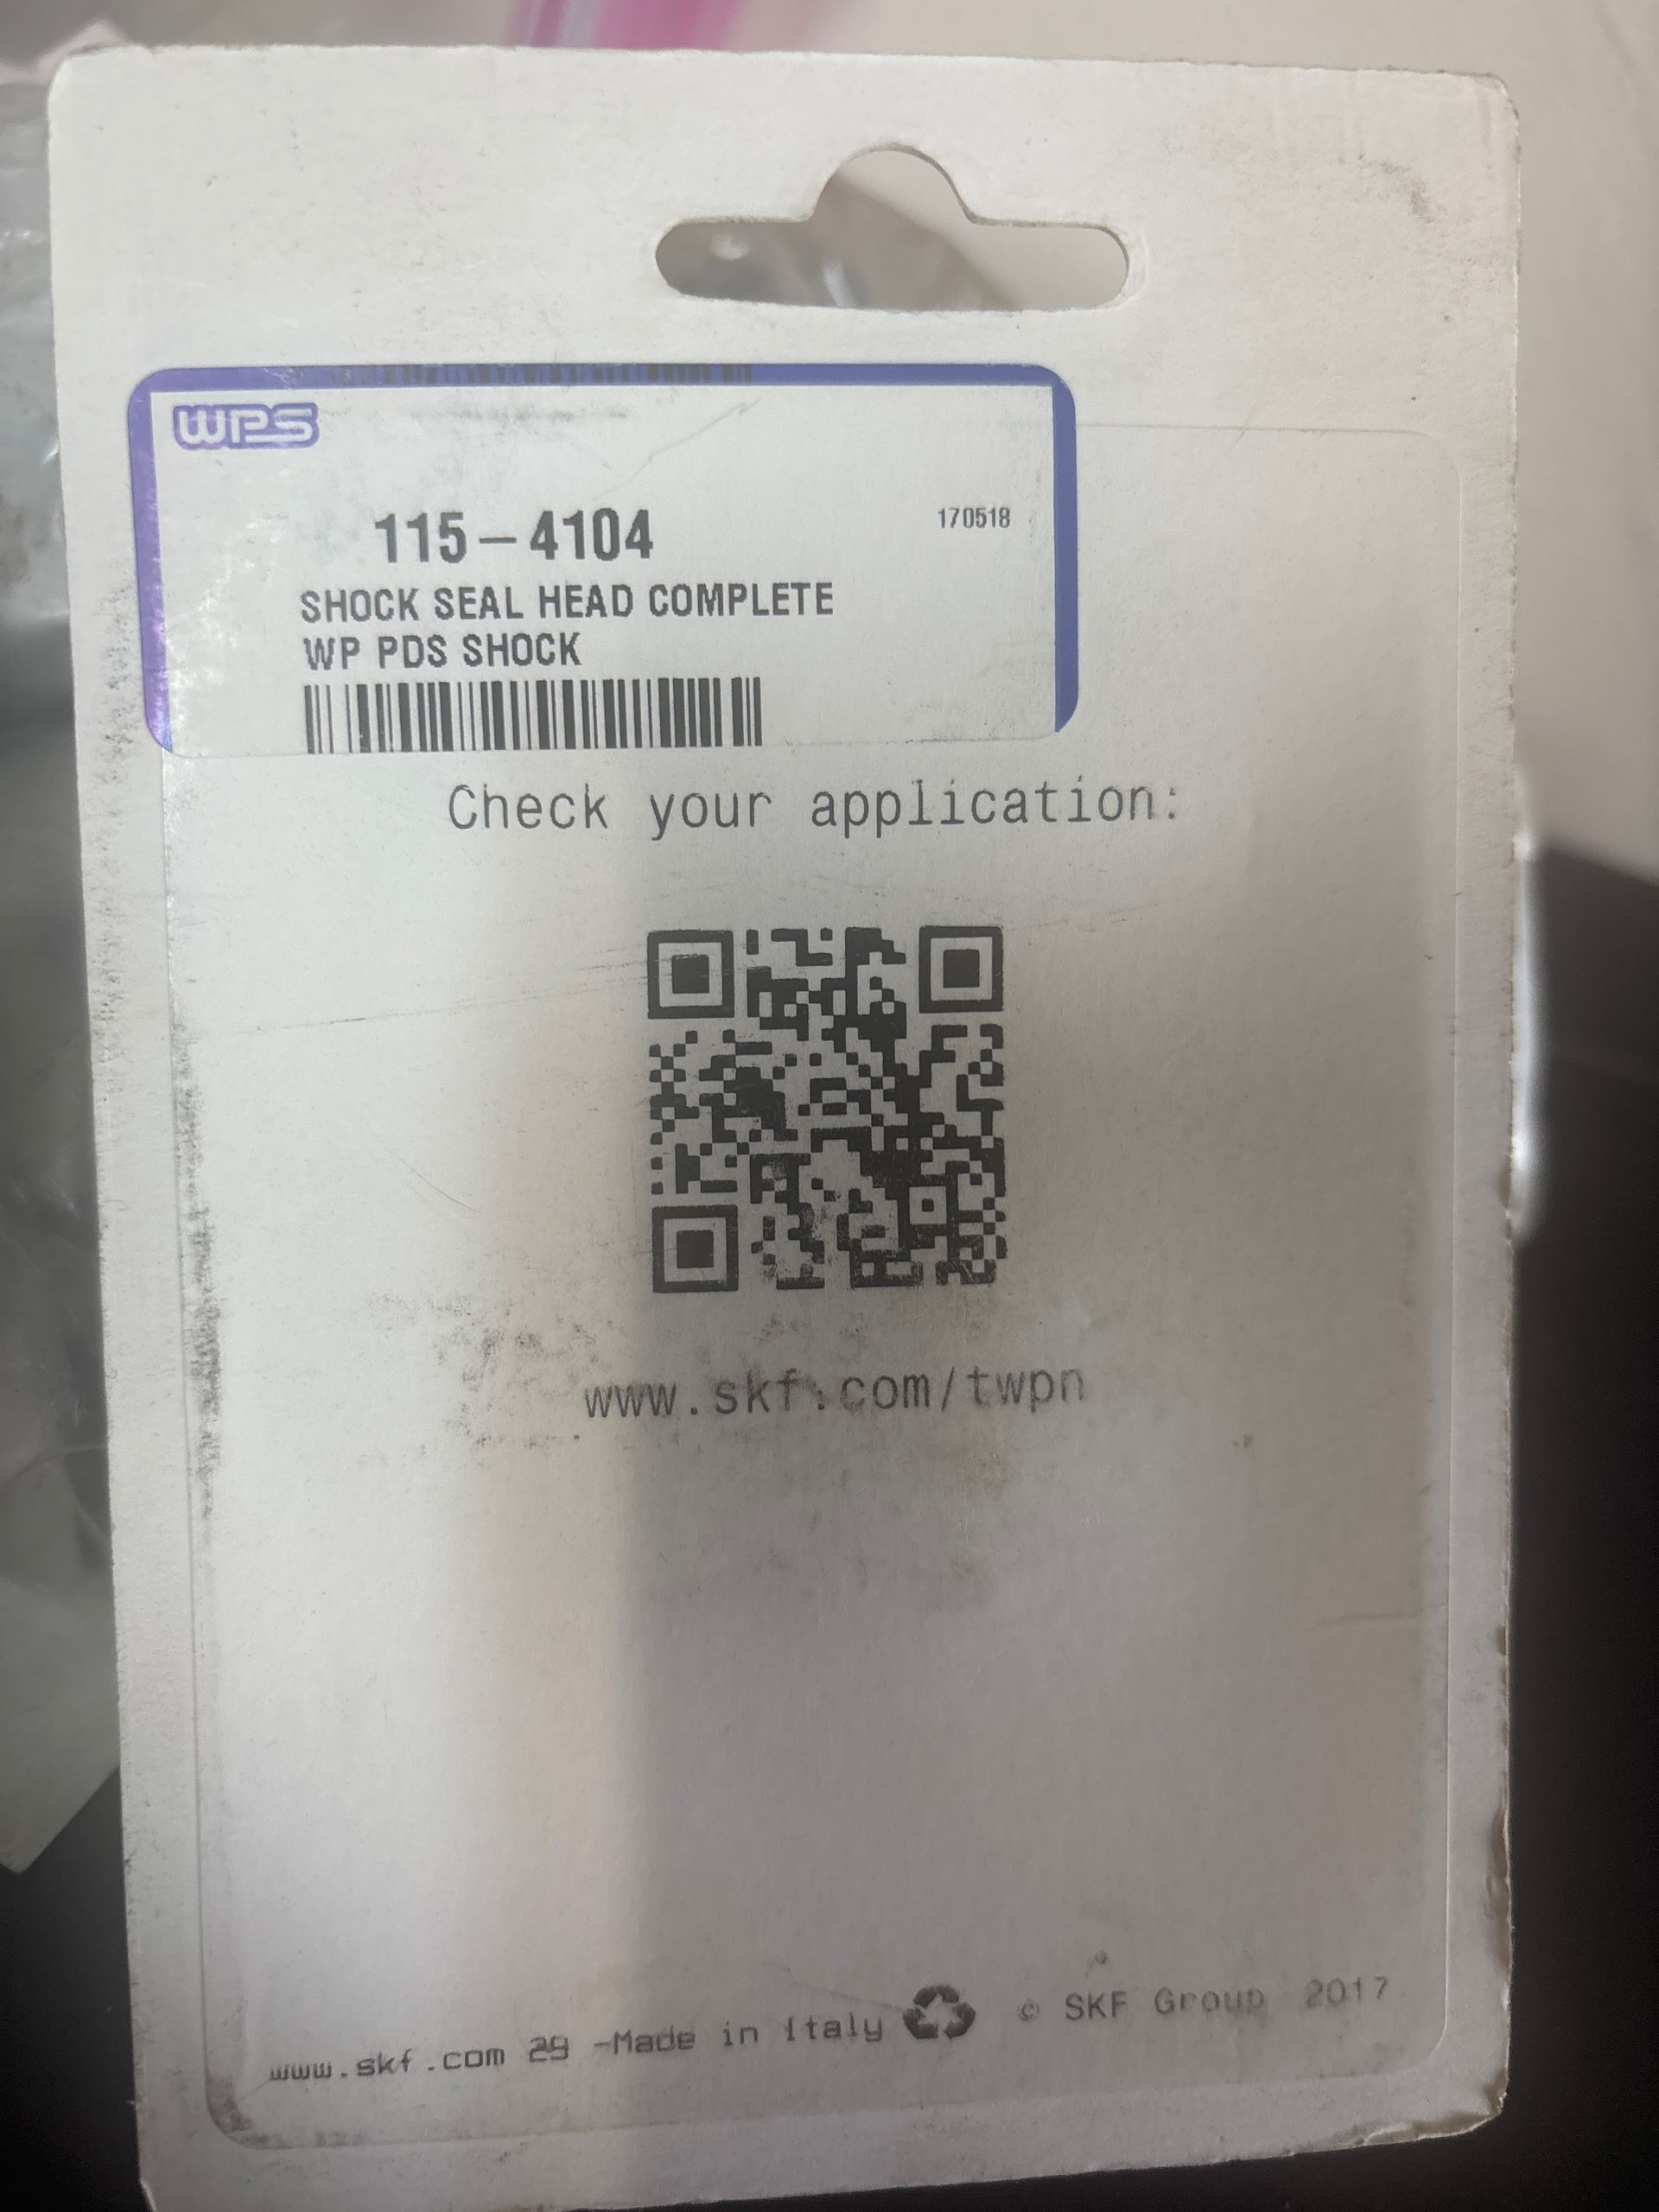 WPS
115-4104
170518
SHOCK SEAL HEAD COMPLETE
WP PDS SHOCK
Check your application:
www.skf.com/twpn
www.skf.com 29 -Made in Italy © SKF Group 2017